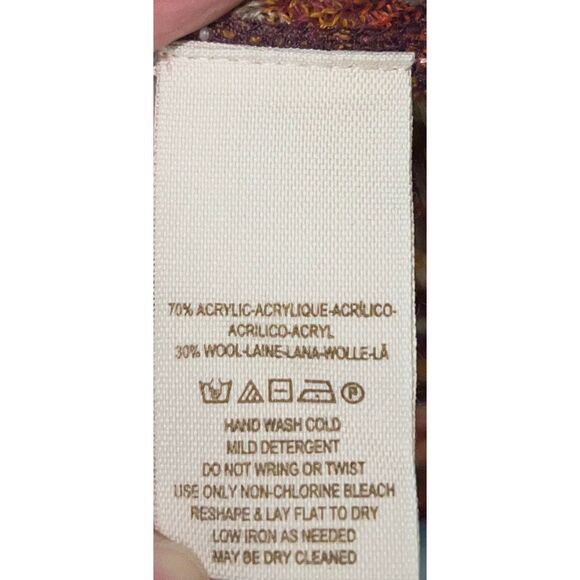 70% ACRYLIC-ACRYLIQUE-ACRÍLICO-
ACRILICO-ACRYL
30% WOOL-LAINE-LANA-WOLLE-LÃ
P
HAND WASH COLD
MILD DETERGENT
DO NOT WRING OR TWIST
USE ONLY NON-CHLORINE BLEACH
RESHAPE & LAY FLAT TO DRY
LOW IRON AS NEEDED
MAY BE DRY CLEANED